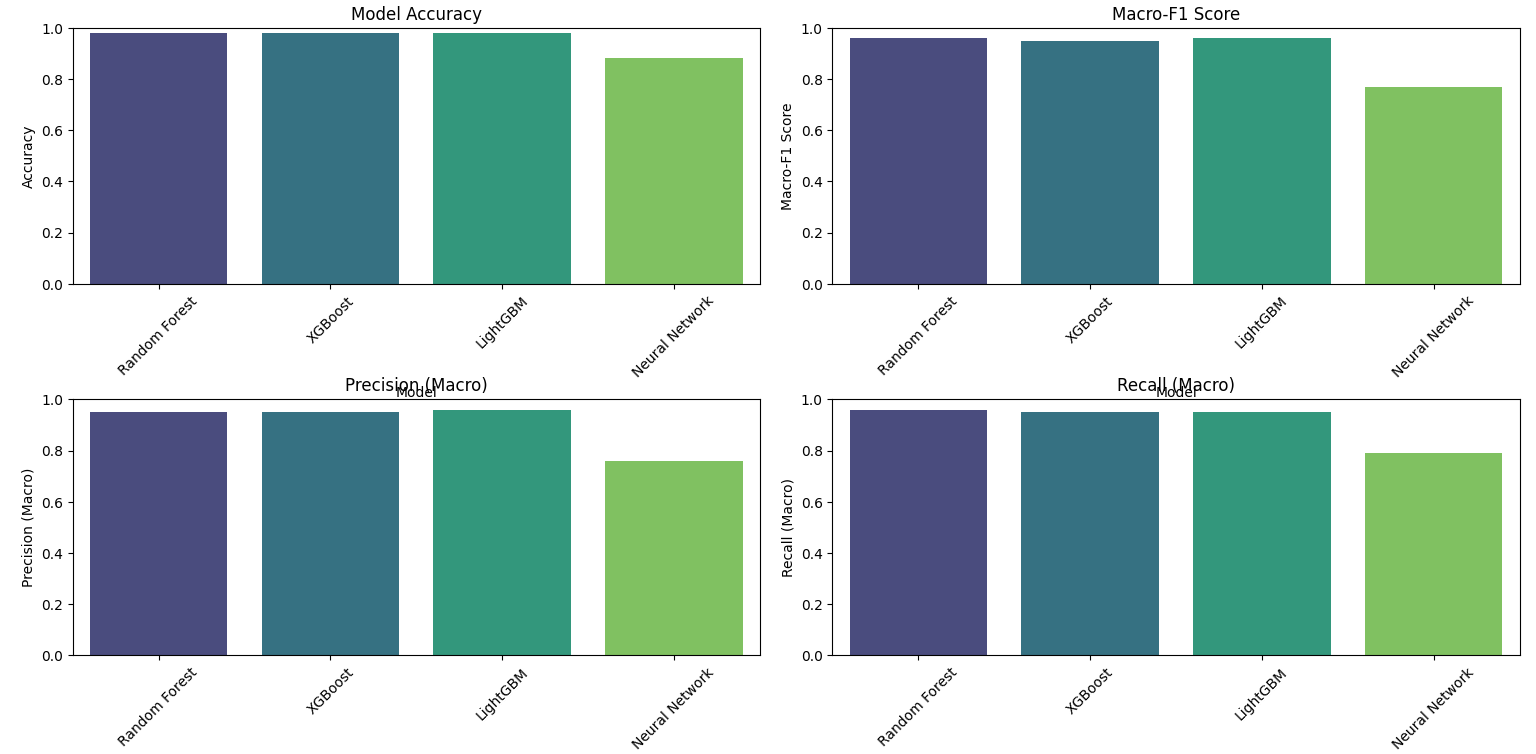 Model Accuracy
Accuracy
1.0
0.8
0.6
0.4
0.2
0.0
Random Forest
XGBoost
LightGBM
Neural Network
Model
Macro-F1 Score
Macro-F1 Score
1.0
0.8
0.6
0.4
0.2
0.0
Random Forest
XGBoost
LightGBM
Neural Network
Model
Precision (Macro)
Precision (Macro)
1.0
0.8
0.6
0.4
0.2
0.0
Random Forest
XGBoost
LightGBM
Neural Network
Recall (Macro)
Recall (Macro)
1.0
0.8
0.6
0.4
0.2
0.0
Random Forest
XGBoost
LightGBM
Neural Network